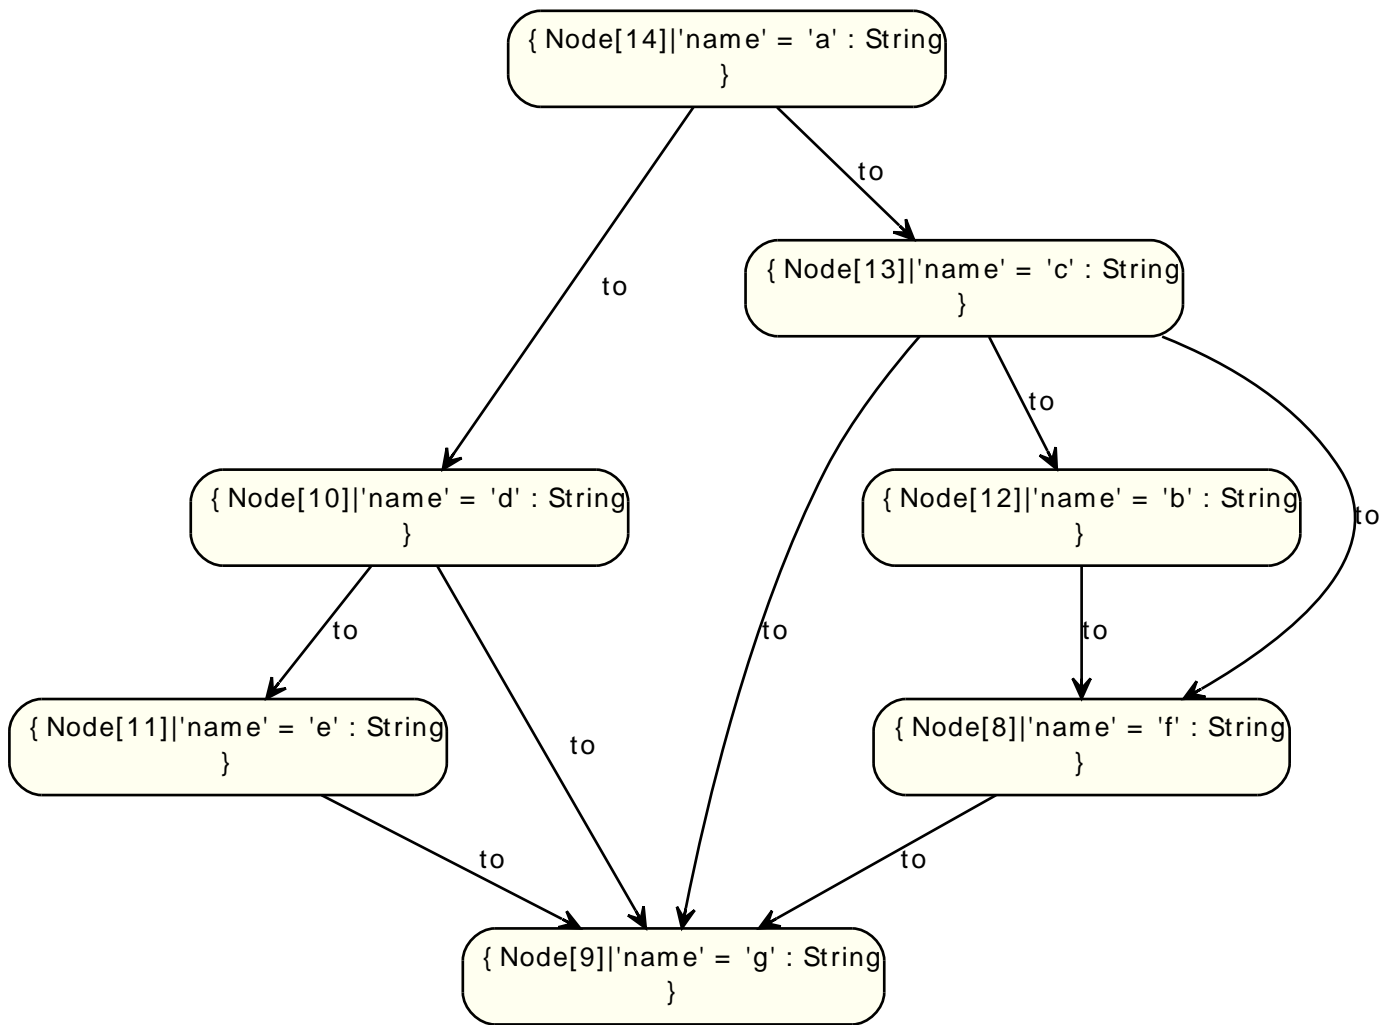 { Node[14]|'name' = 'a' : String
}
to
{ Node[13]|'name' = 'c' : String
}
to
to
{ Node[10]|'name' = 'd' : String
}
{ Node[12]|'name' = 'b' : String
}
to
to
to
to
{ Node[11]|'name' = 'e' : String
}
{ Node[8]|'name' = 'f' : String
}
to
to
to
{ Node[9]|'name' = 'g' : String
}